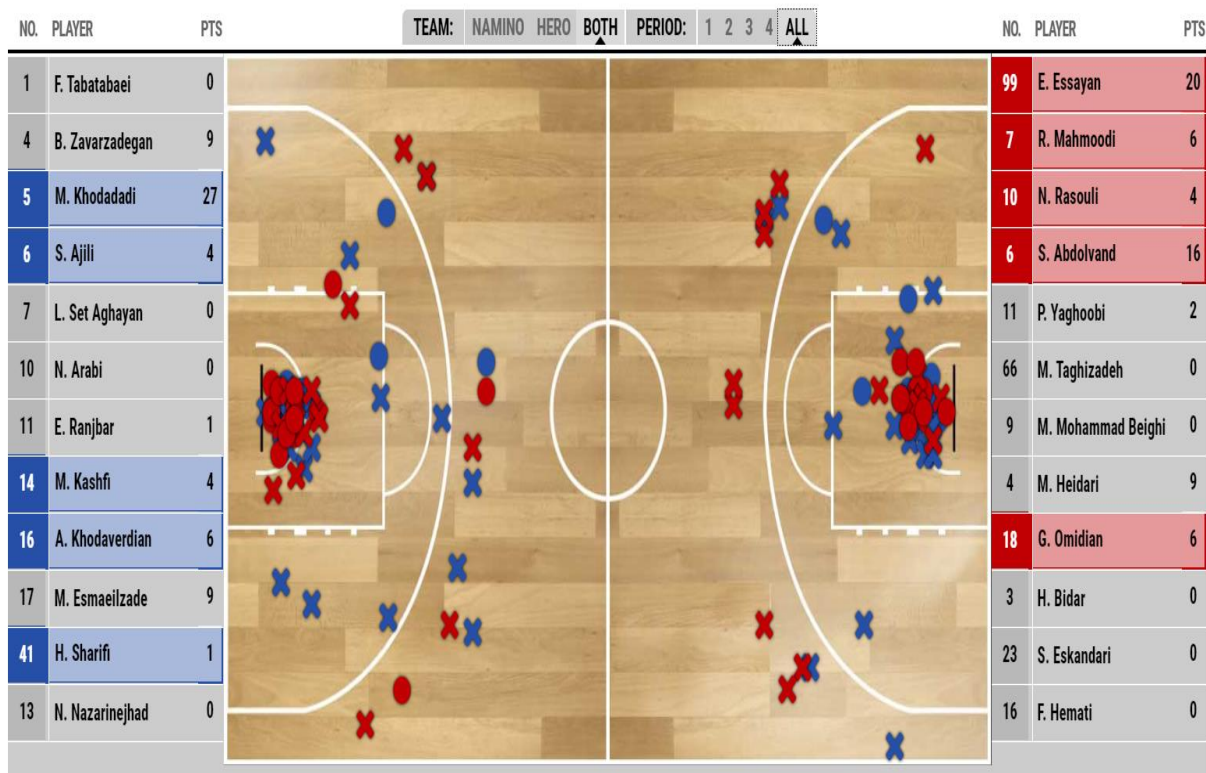 NO. PLAYER PTS
TEAM: NAMINO HERO BOTH PERIOD: 1 2 3 4 ALL
NO. PLAYER PTS
1 F. Tabatabaei 0
4 B. Zavarzadegan 9
5 M. Khodadadi 27
6 S. Ajili 4
7 L. Set Aghayan 0
10 N. Arabi 0
11 E. Ranjbar 1
14 M. Kashfi 4
16 A. Khodaverdian 6
17 M. Esmaeilzade 9
41 H. Sharifi 1
13 N. Nazarinejhad 0
99 E. Essayan 20
7 R. Mahmoodi 6
10 N. Rasouli 4
6 S. Abdolvand 16
11 P. Yaghoobi 2
66 M. Taghizadeh 0
9 M. Mohammad Beighi 0
4 M. Heidari 9
18 G. Omidian 6
3 H. Bidar 0
23 S. Eskandari 0
16 F. Hemati 0